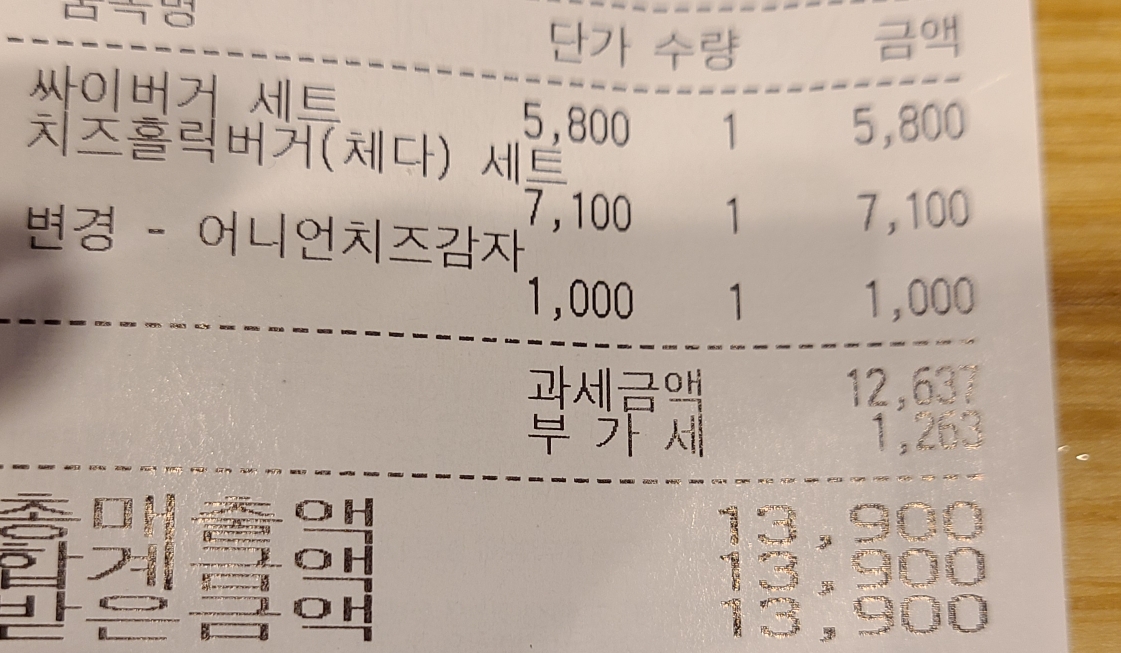 품목명 단가 수량 금액
싸이버거 세트 5,800 1 5,800
치즈홀릭버거(체다) 세트
7,100 1 7,100
변경 - 어니언치즈감자
1,000 1 1,000
과세금액 12,637
부 가 세 1,263
총매출액 13,900
합계금액 13,900
받은금액 13,900